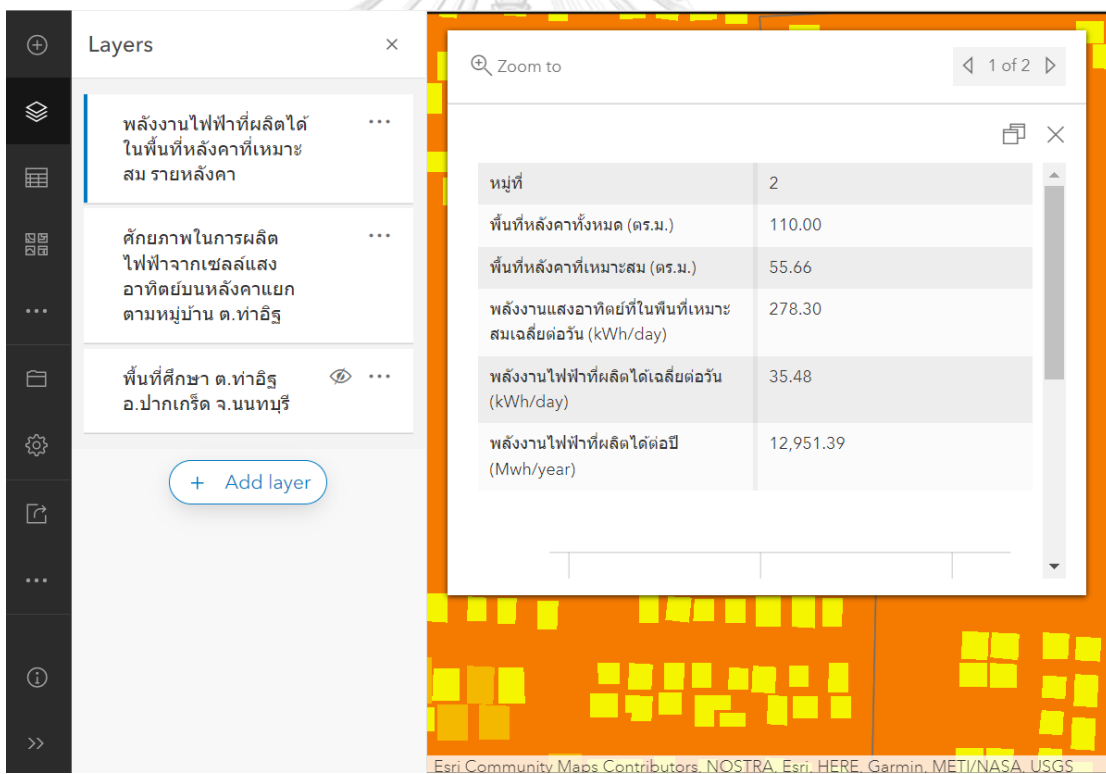 Layers
พลังงานไฟฟ้าที่ผลิตได้
ในพื้นที่หลังคาที่เหมาะ
สม รายหลังคา
ศักยภาพในการผลิต
ไฟฟ้าจากเซลล์แสง
อาทิตย์บนหลังคาแยก
ตามหมู่บ้าน ต.ท่าอิฐ
พื้นที่ศึกษา ต.ท่าอิฐ
อ.ปากเกร็ด จ.นนทบุรี
+ Add layer
Zoom to
1 of 2
หมู่ที่ 2
พื้นที่หลังคาทั้งหมด (ตร.ม.) 110.00
พื้นที่หลังคาที่เหมาะสม (ตร.ม.) 55.66
พลังงานแสงอาทิตย์ที่ในพืนที่เหมาะ 278.30
สมเฉลี่ยต่อวัน (kWh/day)
พลังงานไฟฟ้าที่ผลิตได้เฉลี่ยต่อวัน 35.48
(kWh/day)
พลังงานไฟฟ้าที่ผลิตได้ต่อปี 12,951.39
(Mwh/year)
Esri Community Maps Contributors, NOSTRA, Esri, HERE, Garmin, METI/NASA, USGS